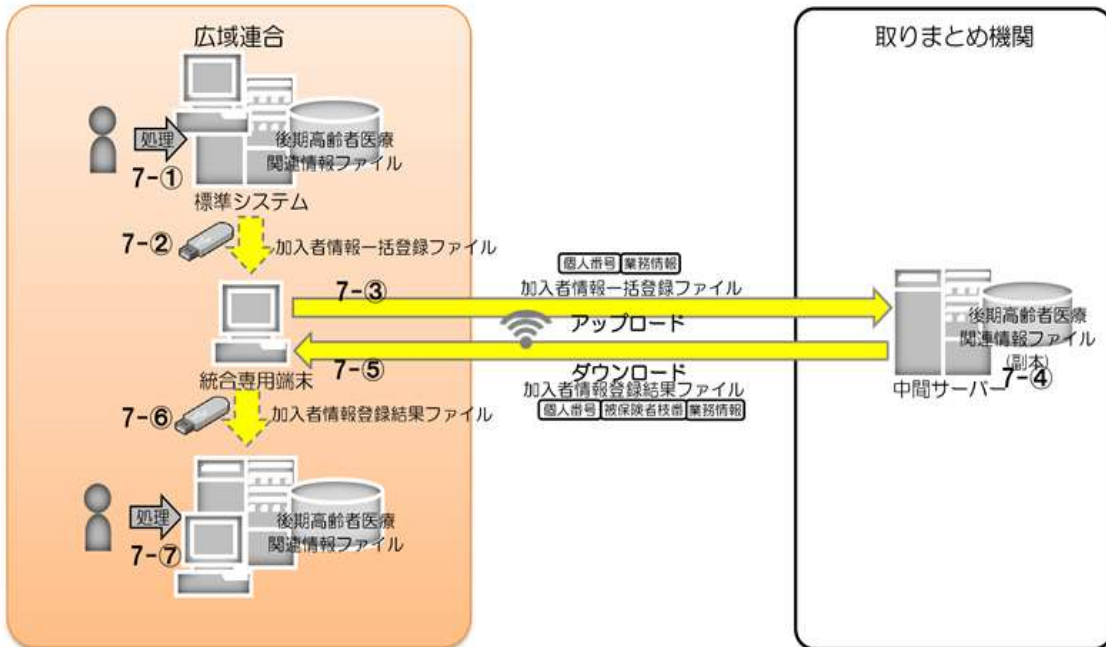 広域連合
取りまとめ機関
処理
7-①
後期高齢者医療
関連情報ファイル
標準システム
7-②
加入者情報一括登録ファイル
個人番号 業務情報
7-③
加入者情報一括登録ファイル
アップロード
後期高齢者医療
関連情報ファイル
(副本)
中間サーバー
7-④
7-⑤
ダウンロード
統合専用端末
加入者情報登録結果ファイル
個人番号 被保険者枝番 業務情報
7-⑥
加入者情報登録結果ファイル
処理
7-⑦
後期高齢者医療
関連情報ファイル